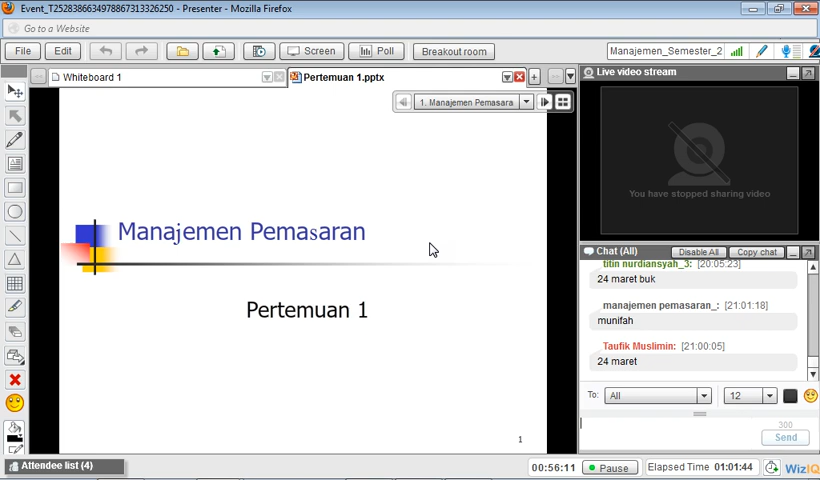 Event_T2528386634978867313326250 - Presenter - Mozilla Firefox
Go to a Website
File Edit Screen Poll Breakout room Manajemen_Semester_2
Whiteboard 1 Pertemuan 1.pptx
1. Manajemen Pemasara
Manajemen Pemasaran
Pertemuan 1
1
Live video stream
You have stopped sharing video
Chat (All) Disable All Copy chat
titin nurdiansyah_3: [20:05:23]
24 maret buk
manajemen pemasaran_: [21:01:18]
munifah
Taufik Muslimin: [21:00:05]
24 maret
To: All 12
300
Send
Attendee list (4)
00:56:11 Pause Elapsed Time 01:01:44 WizIQ